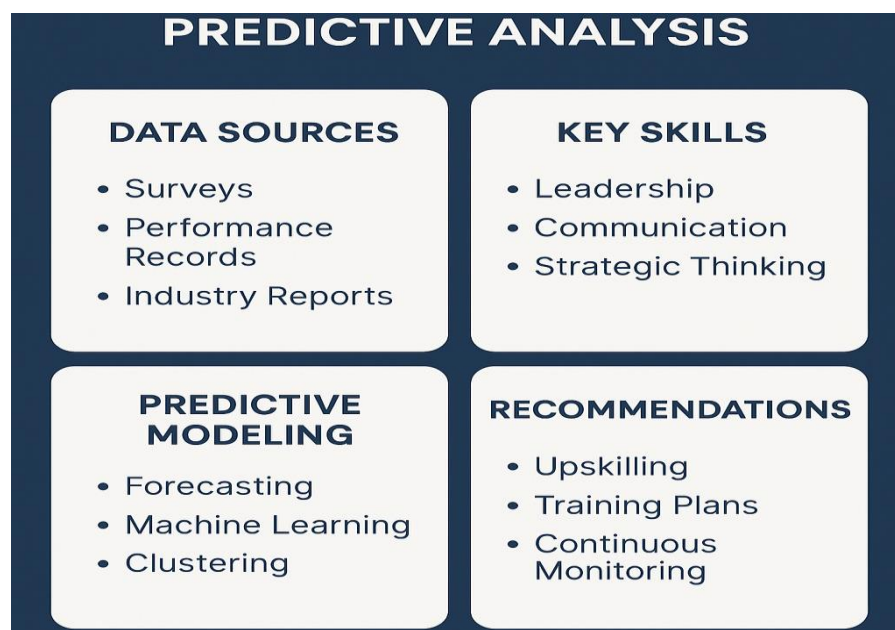 PREDICTIVE ANALYSIS
DATA SOURCES
• Surveys
• Performance
Records
• Industry Reports
KEY SKILLS
• Leadership
• Communication
• Strategic Thinking
PREDICTIVE
MODELING
• Forecasting
• Machine Learning
• Clustering
RECOMMENDATIONS
• Upskilling
• Training Plans
• Continuous
Monitoring